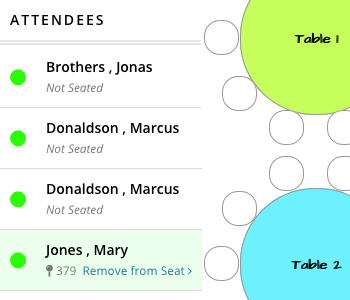 ATTENDEES
Brothers , Jonas
Not Seated
Donaldson , Marcus
Not Seated
Donaldson , Marcus
Not Seated
Jones , Mary
379 Remove from Seat >
Table 1
Table 2